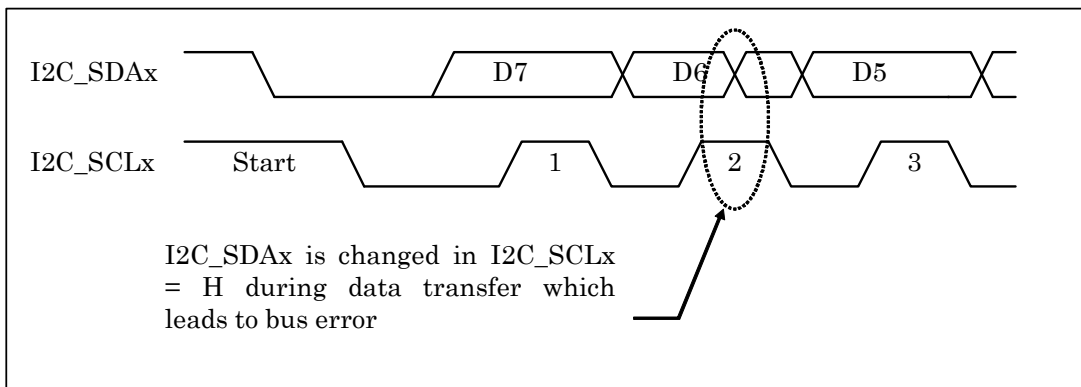 I2C_SDAx
D7
D6
D5
I2C_SCLx
Start
1
2
3
I2C_SDAx is changed in I2C_SCLx
= H during data transfer which
leads to bus error